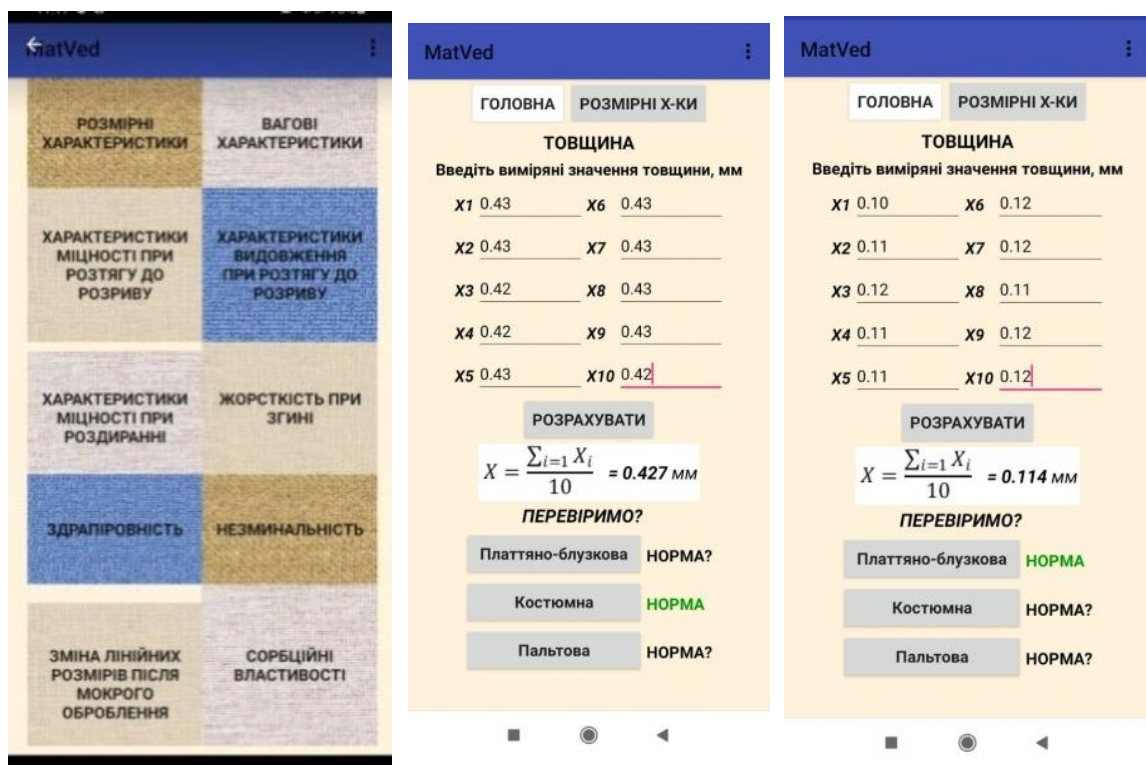 MatVed
РОЗМІРНІ
ХАРАКТЕРИСТИКИ
ВАГОВІ
ХАРАКТЕРИСТИКИ
ХАРАКТЕРИСТИКИ
МІЦНОСТІ ПРИ
РОЗТЯГУ ДО
РОЗРИВУ
ХАРАКТЕРИСТИКИ
ВИДОВЖЕННЯ
ПРИ РОЗТЯГУ ДО
РОЗРИВУ
ХАРАКТЕРИСТИКИ
МІЦНОСТІ ПРИ
РОЗДИРАННІ
ЖОРСТКІСТЬ ПРИ
ЗГИНІ
ЗДРАПІРОВНІСТЬ
НЕЗМИНАЛЬНІСТЬ
ЗМІНА ЛІНІЙНИХ
РОЗМІРІВ ПІСЛЯ
МОКРОГО
ОБРОБЛЕННЯ
СОРБЦІЙНІ
ВЛАСТИВОСТІ
MatVed
ГОЛОВНА РОЗМІРНІ Х-КИ
ТОВЩИНА
Введіть виміряні значення товщини, мм
X1 0.43 X6 0.43
X2 0.43 X7 0.43
X3 0.42 X8 0.43
X4 0.42 X9 0.43
X5 0.43 X10 0.42
РОЗРАХУВАТИ
X = ∑i=1 Xi / 10 = 0.427 мм
ПЕРЕВІРИМО?
Платтяно-блузкова НОРМА?
Костюмна НОРМА
Пальтова НОРМА?
MatVed
ГОЛОВНА РОЗМІРНІ Х-КИ
ТОВЩИНА
Введіть виміряні значення товщини, мм
X1 0.10 X6 0.12
X2 0.11 X7 0.12
X3 0.12 X8 0.11
X4 0.11 X9 0.12
X5 0.11 X10 0.12
РОЗРАХУВАТИ
X = ∑i=1 Xi / 10 = 0.114 мм
ПЕРЕВІРИМО?
Платтяно-блузкова НОРМА
Костюмна НОРМА?
Пальтова НОРМА?